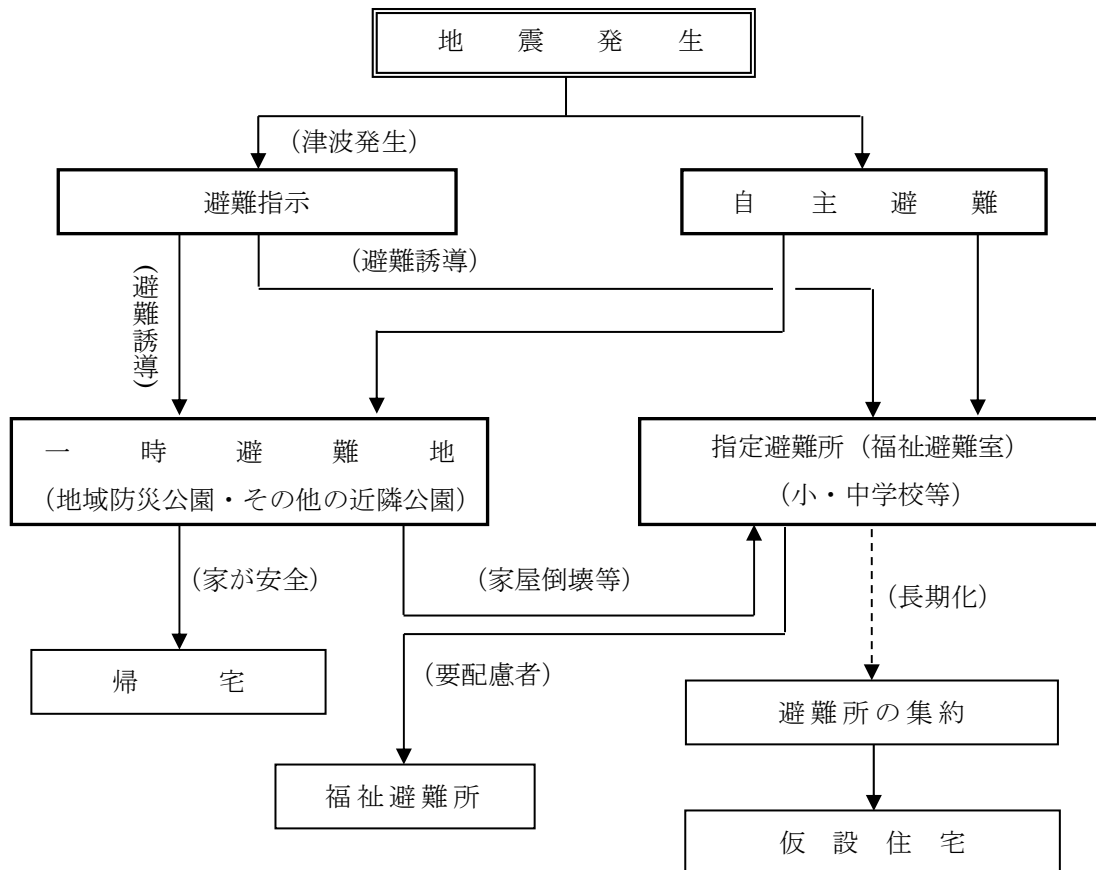 地震発生
(津波発生)
避難指示
自主避難
(避難誘導)
(避難誘導)
一時避難地
(地域防災公園・その他の近隣公園)
指定避難所(福祉避難室)
(小・中学校等)
(家が安全)
(家屋倒壊等)
(長期化)
帰宅
(要配慮者)
避難所の集約
福祉避難所
仮設住宅